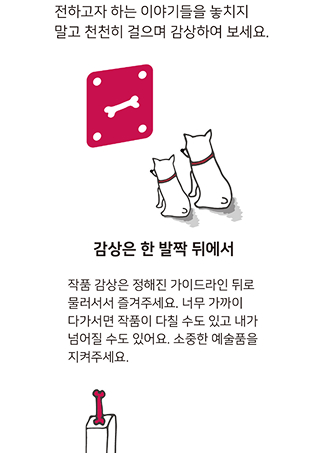 전하고자 하는 이야기들을 놓치지
말고 천천히 걸으며 감상하여 보세요.
감상은 한 발짝 뒤에서
작품 감상은 정해진 가이드라인 뒤로
물러서서 즐겨주세요. 너무 가까이
다가서면 작품이 다칠 수도 있고 내가
넘어질 수도 있어요. 소중한 예술품을
지켜주세요.